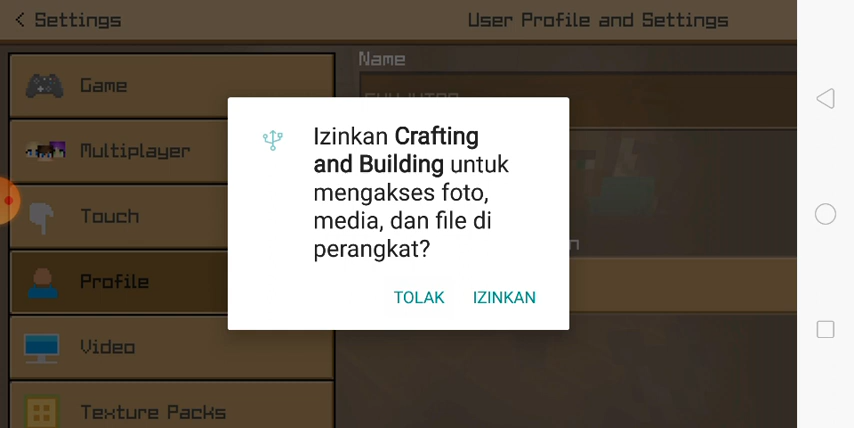 Settings
User Profile and Settings
Game
Multiplayer
Touch
Profile
Video
Texture Packs
Name
Izinkan Crafting
and Building untuk
mengakses foto,
media, dan file di
perangkat?
TOLAK
IZINKAN